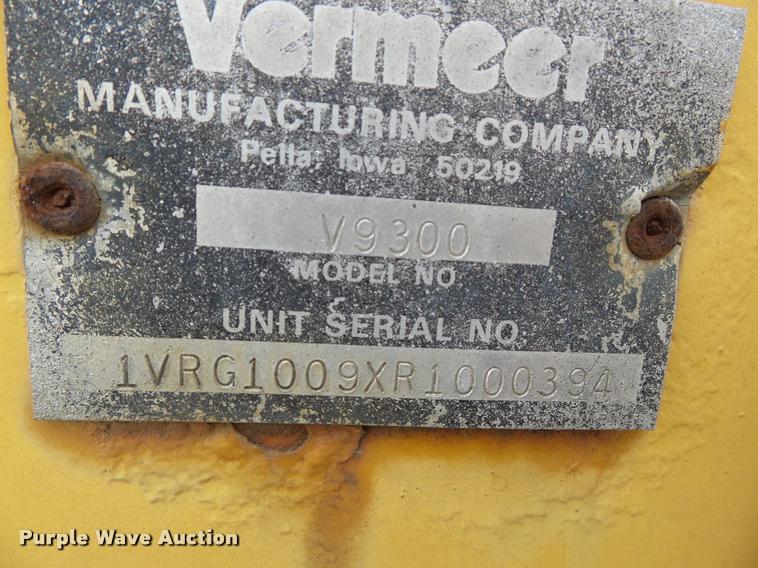 Vermeer
MANUFACTURING COMPANY
Pella, Iowa 50219
V9300
MODEL NO
UNIT SERIAL NO.
1VRG1009XR1000394
Purple Wave Auction